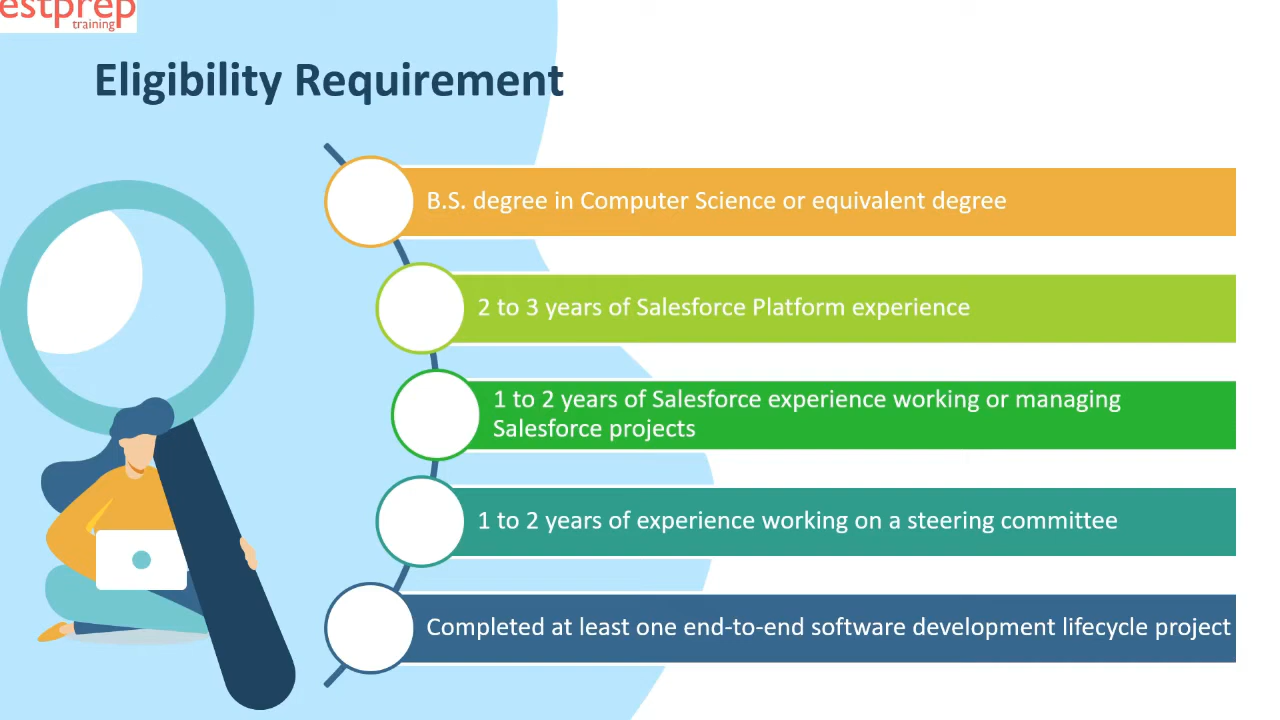 estprep
training
Eligibility Requirement
B.S. degree in Computer Science or equivalent degree
2 to 3 years of Salesforce Platform experience
1 to 2 years of Salesforce experience working or managing
Salesforce projects
1 to 2 years of experience working on a steering committee
Completed at least one end-to-end software development lifecycle project